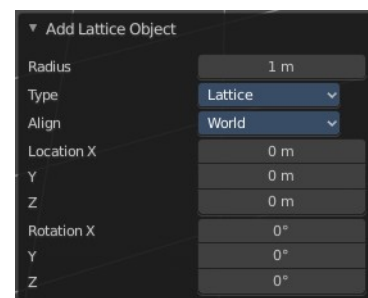 Add Lattice Object
Radius 1 m
Type Lattice
Align World
Location X 0 m
Y 0 m
Z 0 m
Rotation X 0°
Y 0°
Z 0°